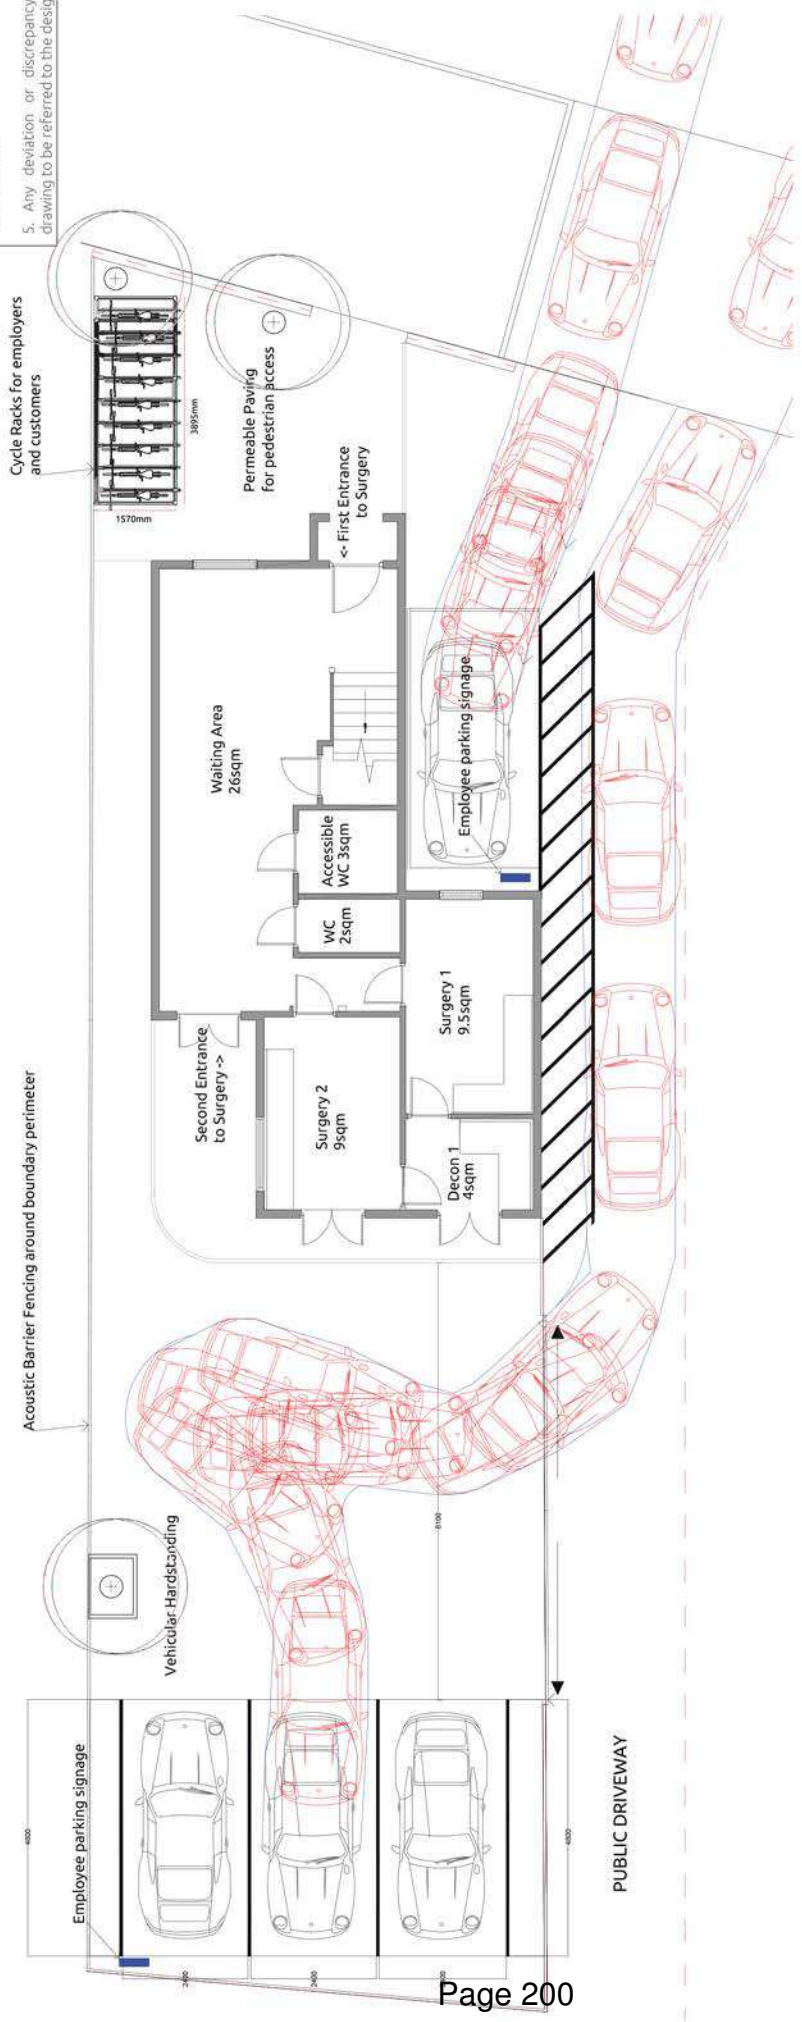 5. Any deviation or discrepancy
drawing to be referred to the desig
Cycle Racks for employers
and customers
3895mm
1570mm
Permeable Paving
for pedestrian access
<- First Entrance
to Surgery
Waiting Area
26sqm
Employee parking signage
Accessible
WC 3sqm
WC
2sqm
Surgery 1
9.5sqm
Second Entrance
to Surgery ->
Surgery 2
9sqm
Decon 1
4sqm
Acoustic Barrier Fencing around boundary perimeter
Vehicular Hardstanding
Employee parking signage
4800
4800
2400
2400
PUBLIC DRIVEWAY
Page 200